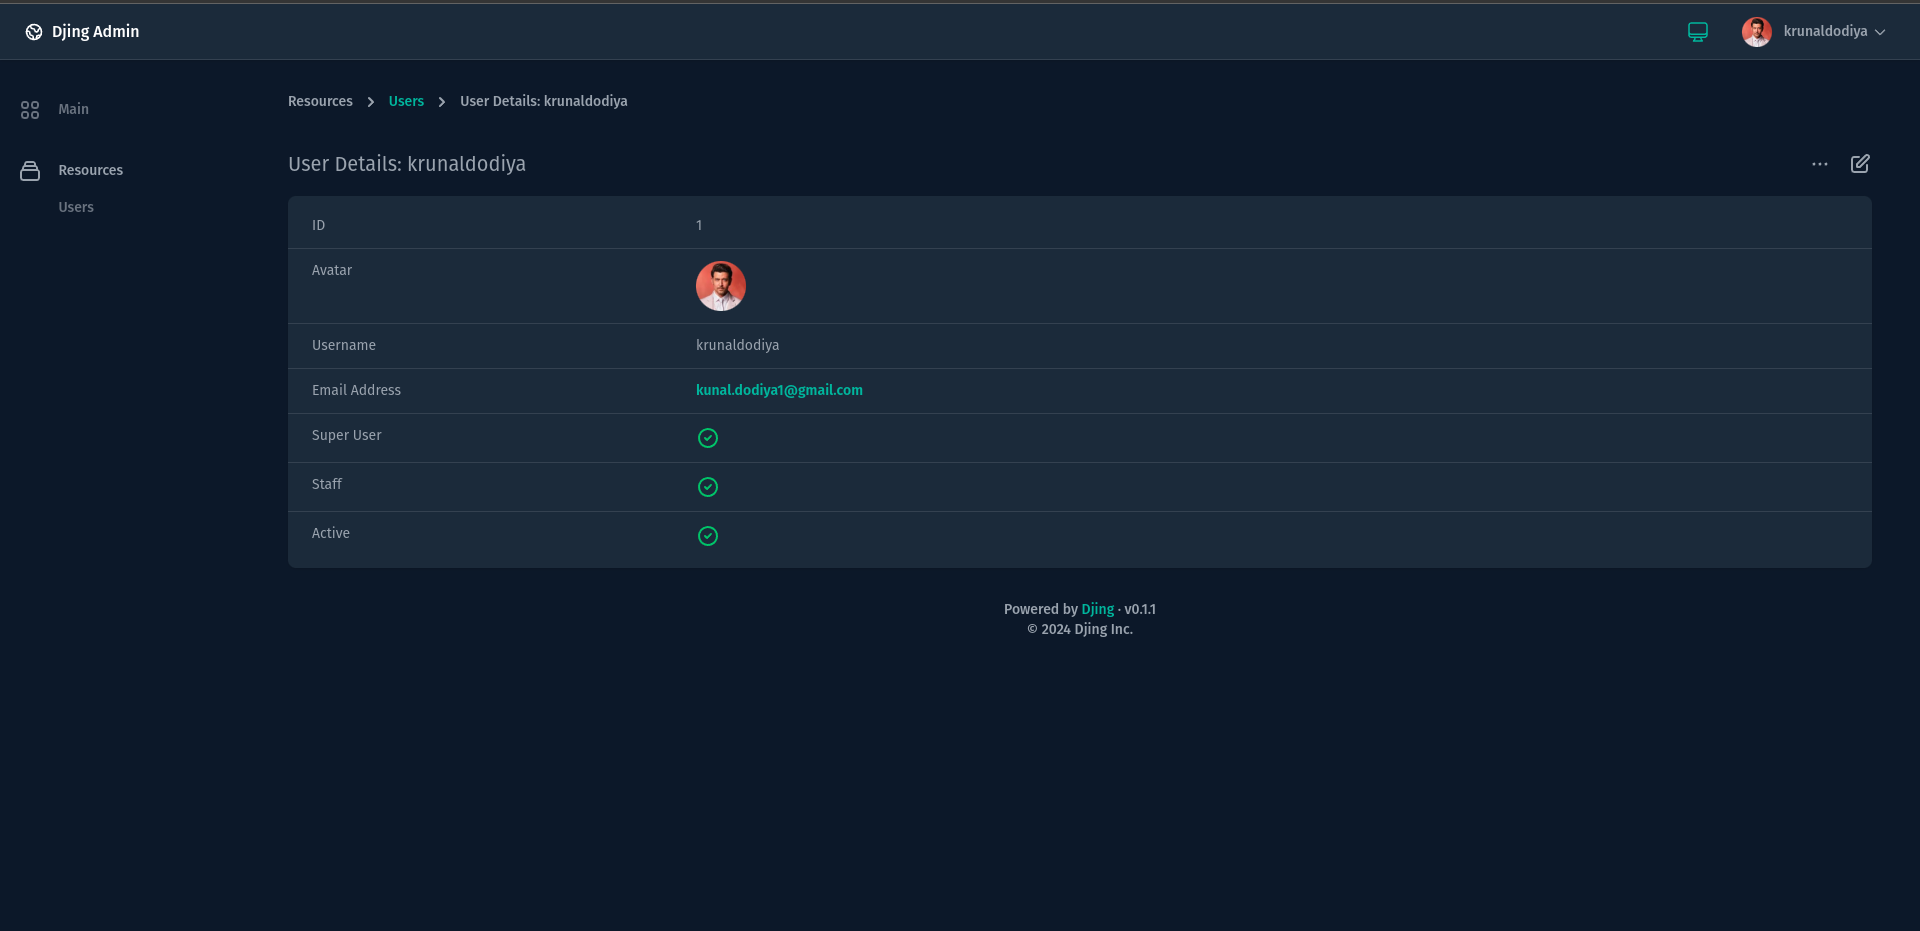 Djing Admin
krunaldodiya
Main
Resources
Users
Resources > Users > User Details: krunaldodiya
User Details: krunaldodiya
ID 1
Avatar
Username krunaldodiya
Email Address kunal.dodiya1@gmail.com
Super User
Staff
Active
Powered by Djing · v0.1.1
© 2024 Djing Inc.